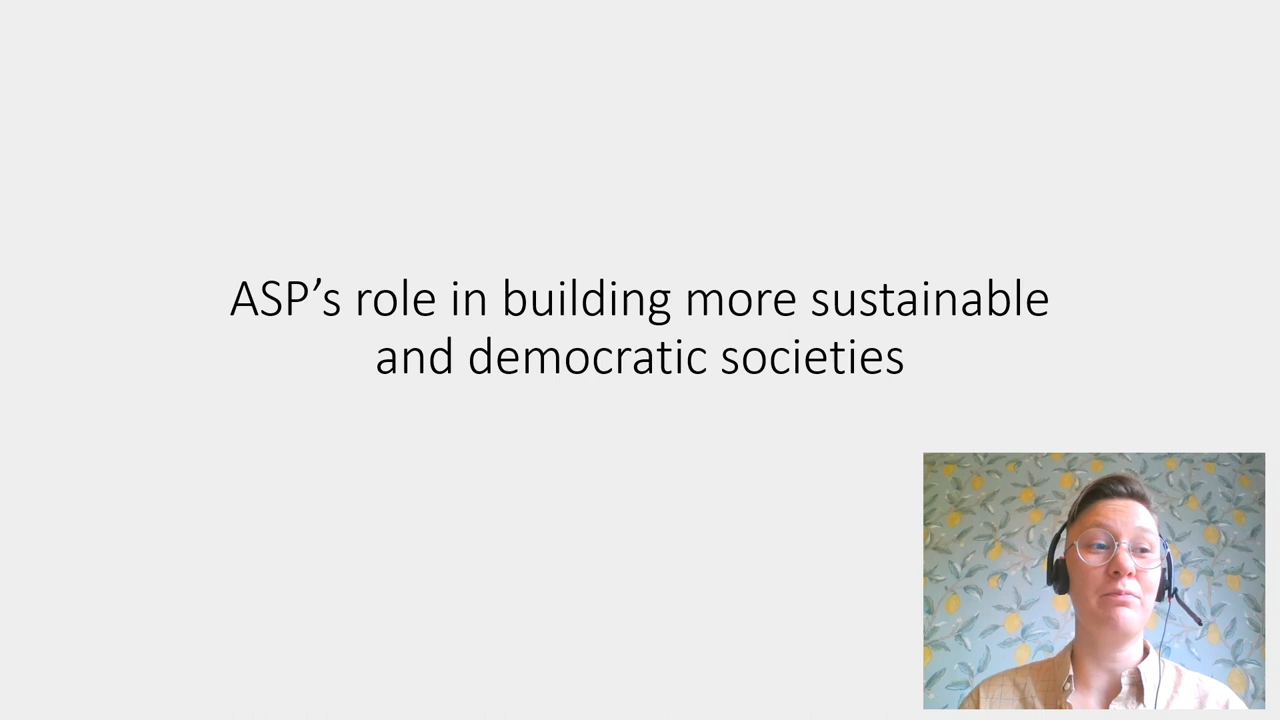 ASP’s role in building more sustainable
and democratic societies